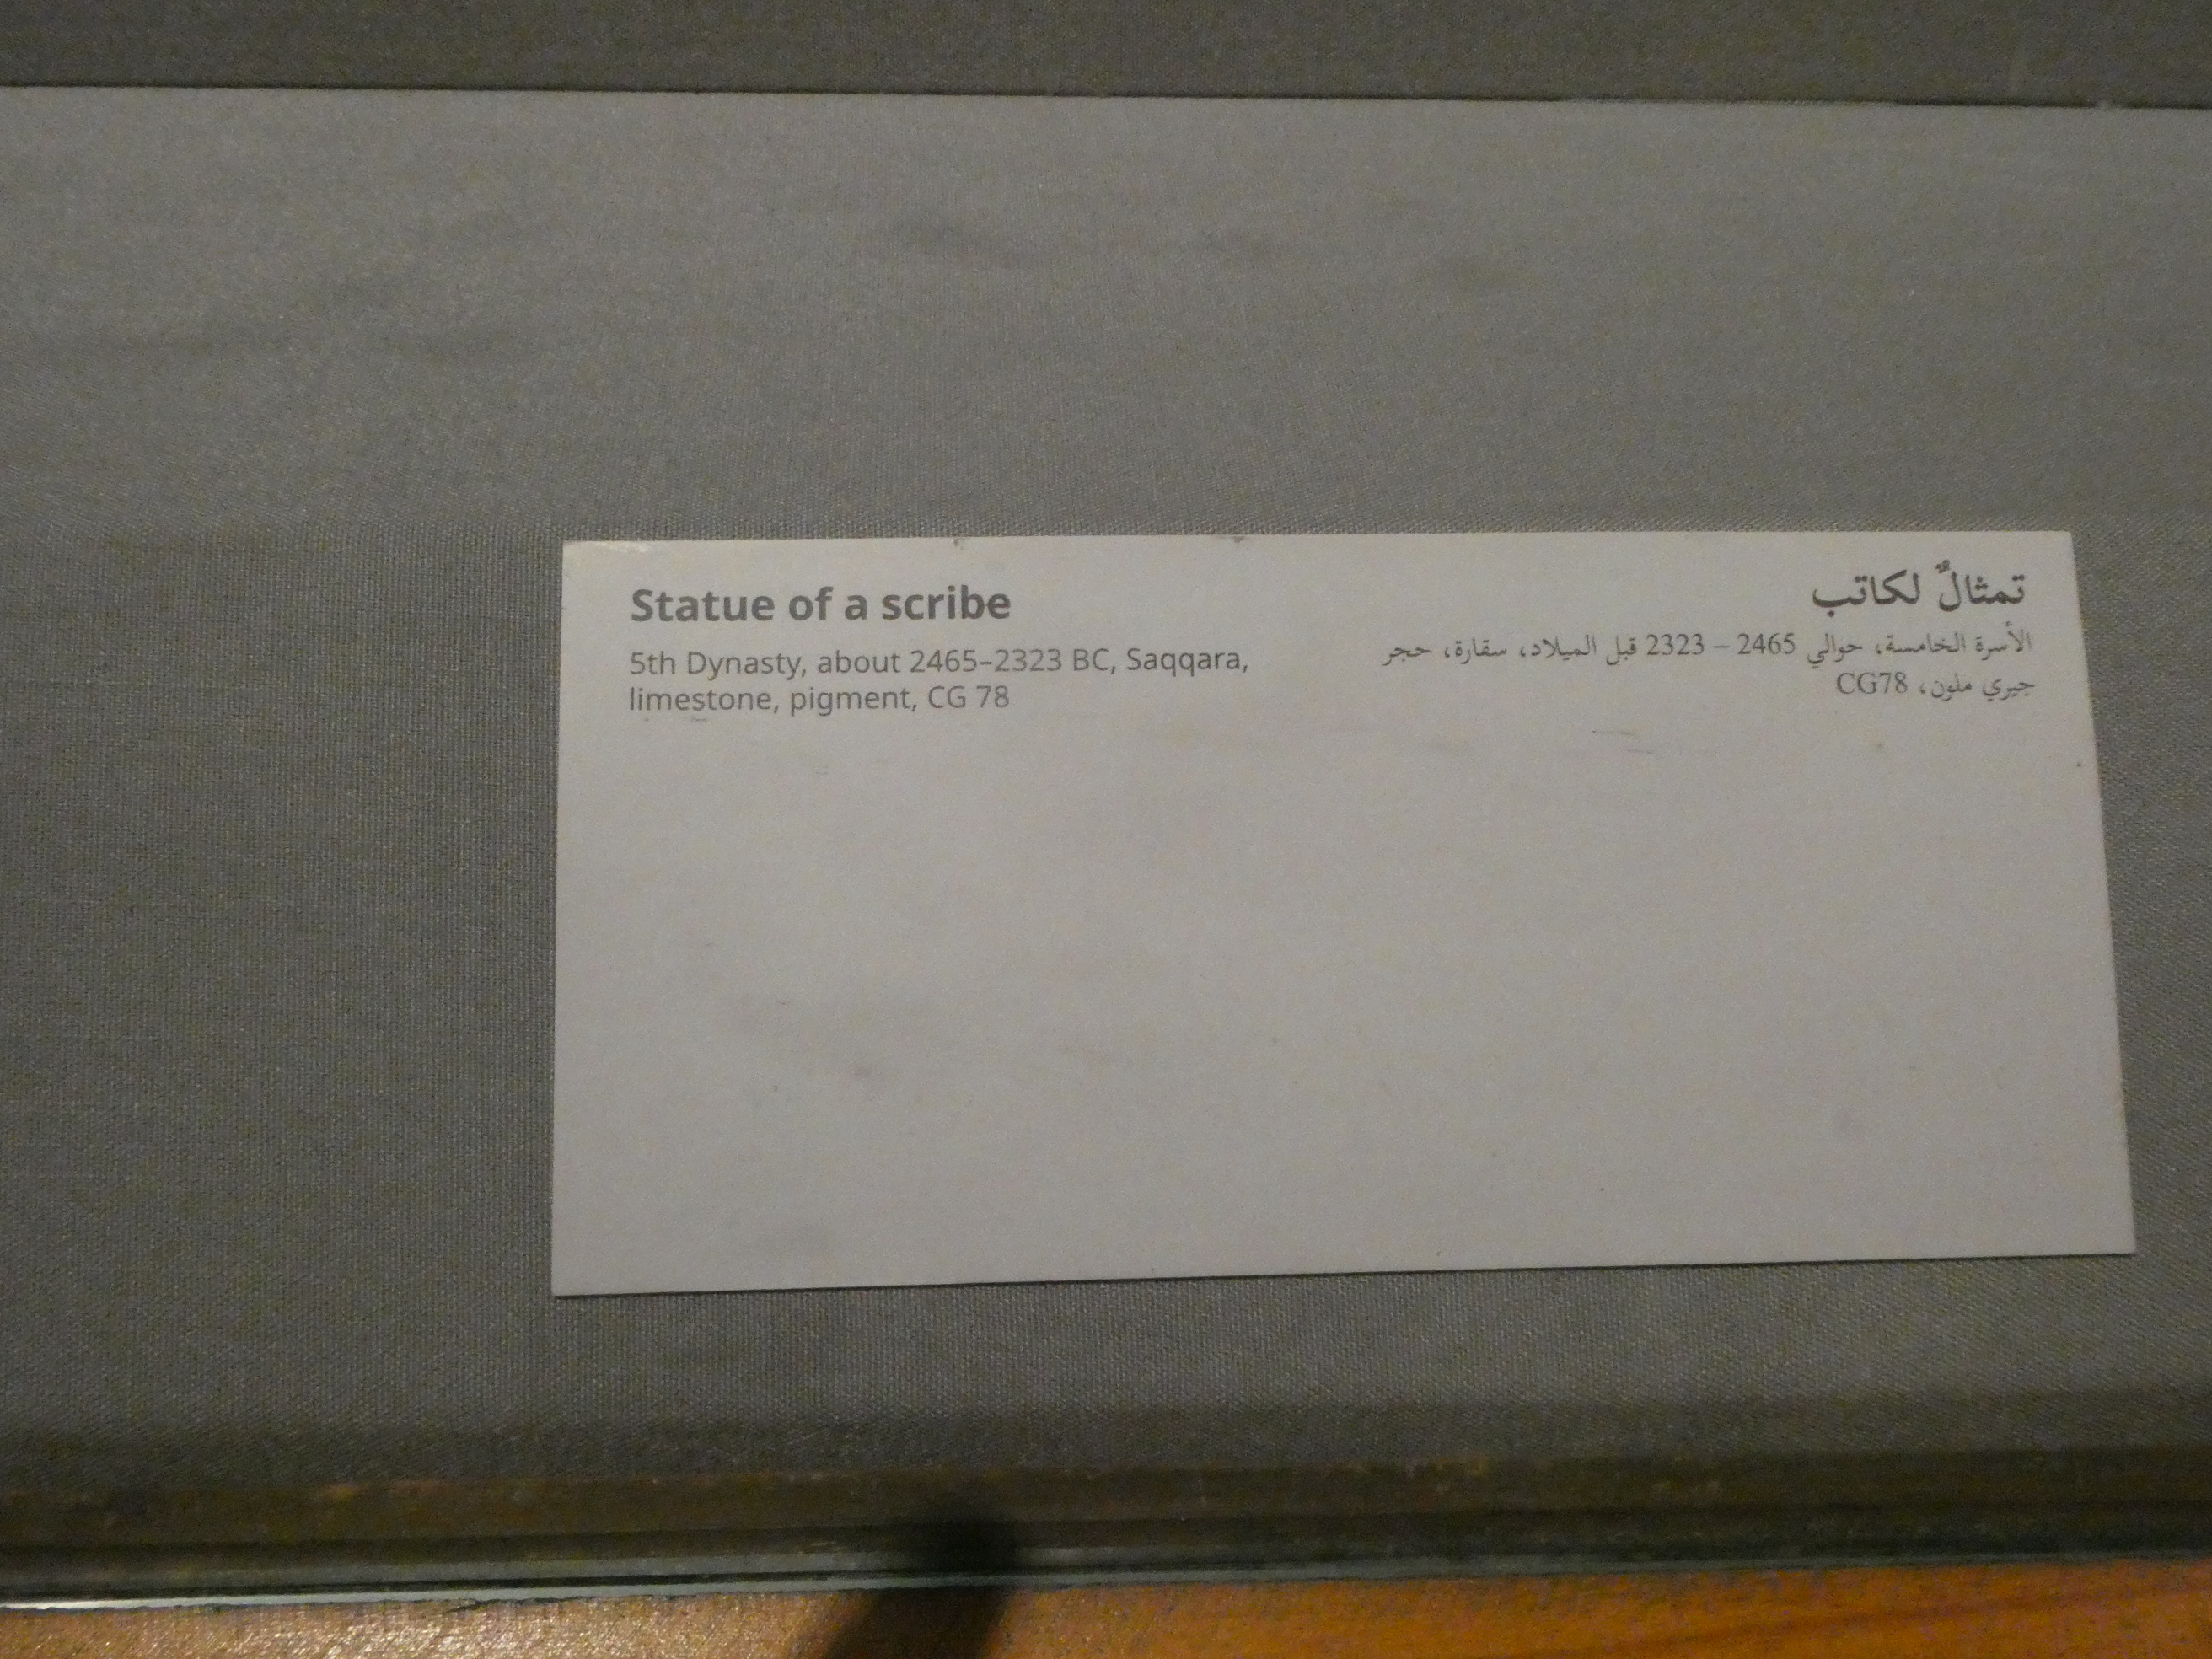 Statue of a scribe
5th Dynasty, about 2465–2323 BC, Saqqara,
limestone, pigment, CG 78
تمثالٌ لكاتب
الأسرة الخامسة، حوالي 2465 – 2323 قبل الميلاد، سقارة، حجر
جيري ملون، CG78